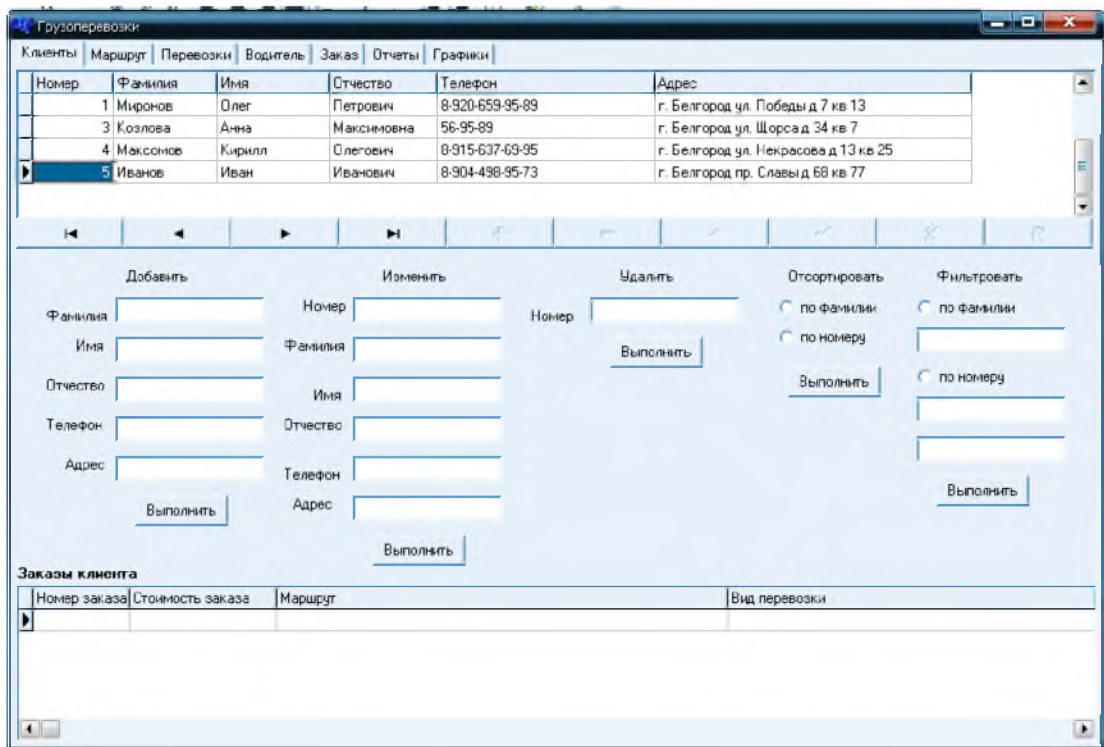 Грузоперевозки
Клиенты Маршрут Перевозки Водитель Заказ Отчеты Графики
Номер Фамилия Имя Отчество Телефон Адрес
1 Миронов Олег Петрович 8-920-659-95-89 г. Белгород ул. Победы д 7 кв 13
3 Козлова Анна Максимовна 56-95-89 г. Белгород ул. Щорса д 34 кв 7
4 Максомов Кирилл Олегович 8-915-637-69-95 г. Белгород ул. Некрасова д 13 кв 25
5 Иванов Иван Иванович 8-904-498-95-73 г. Белгород пр. Славы д 68 кв 77
Добавить Изменить Удалить Отсортировать Фильтровать
Фамилия Номер Номер по фамилии по фамилии
Имя Фамилия Выполнить по номеру
Отчество Имя Выполнить по номеру
Телефон Отчество
Адрес Телефон
Выполнить Адрес Выполнить
Выполнить
Заказы клиента
Номер заказа Стоимость заказа Маршрут Вид перевозки